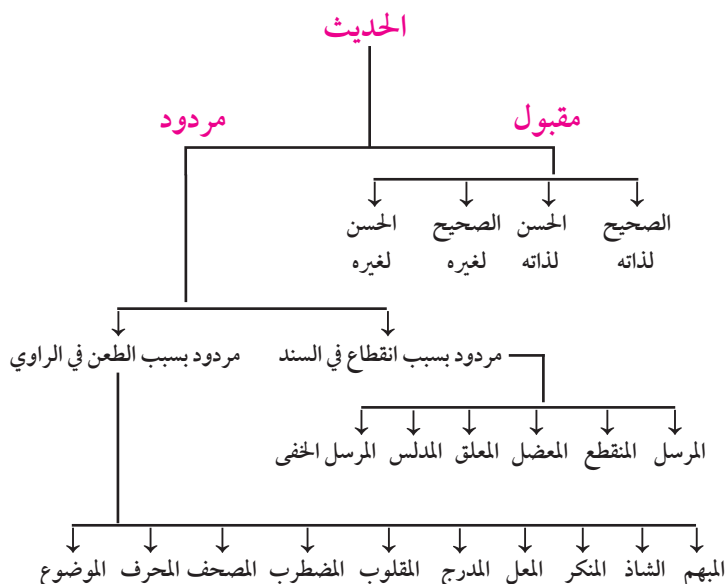 الحديث
مقبول مردود
الصحيح الحسن الصحيح الحسن
لذاته لذاته لغيره لغيره
مردود بسبب انقطاع في السند مردود بسبب الطعن في الراوي
المرسل المنقطع المعضل المعلق المدلس المرسل الخفى
المبهم الشاذ المنكر المعل المدرج المقلوب المضطرب المصحف المحرف الموضوع